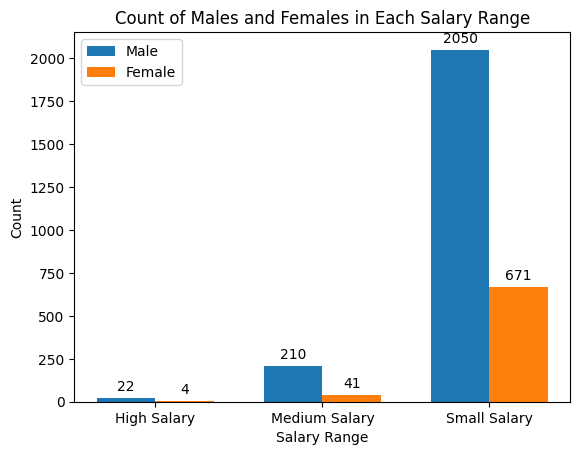 Count of Males and Females in Each Salary Range
Male
Female
2050
671
210
41
22
4
2000
1750
1500
1250
1000
750
500
250
0
Count
High Salary
Medium Salary
Small Salary
Salary Range